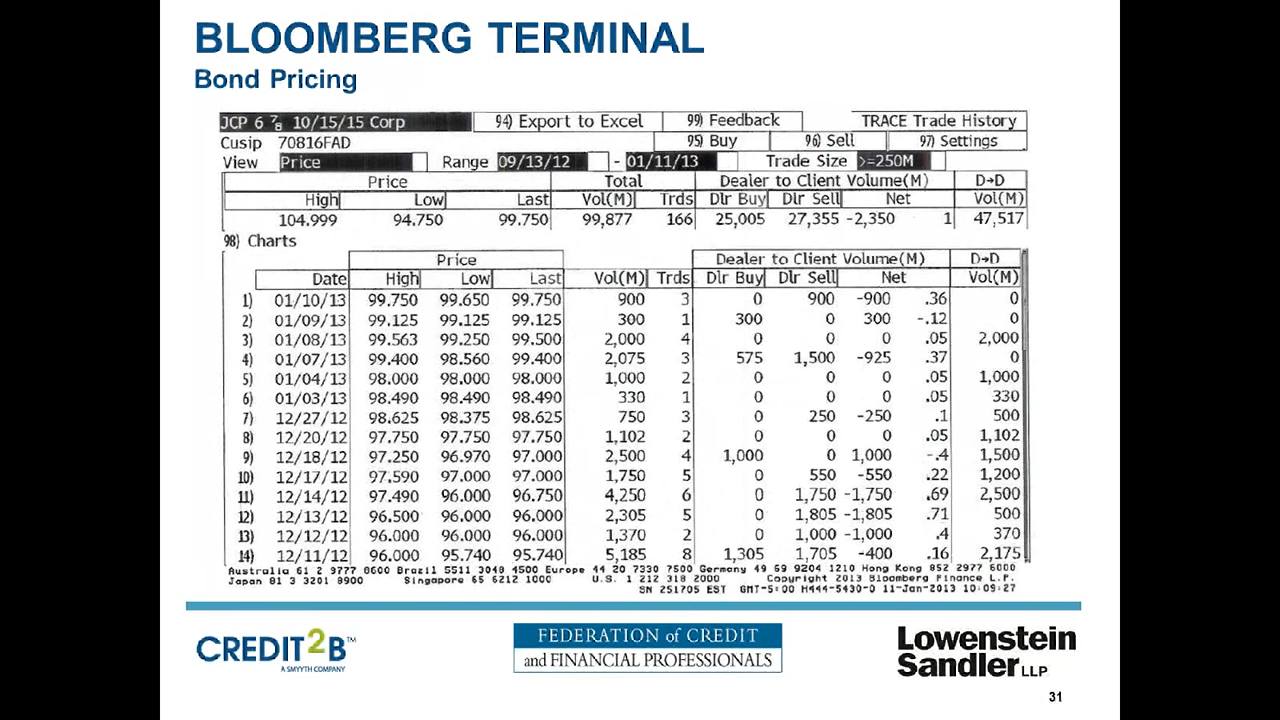 BLOOMBERG TERMINAL
Bond Pricing
JCP 6 7/8 10/15/15 Corp 94) Export to Excel 99) Feedback TRACE Trade History
Cusip 70816FAD 95) Buy 96) Sell 97) Settings
View Price Range 09/13/12 - 01/11/13 Trade Size >=250M
Price Total Dealer to Client Volume(M) D→D
High Low Last Vol(M) Trds Dlr Buy Dlr Sell Net Vol(M)
104.999 94.750 99.750 99,877 166 25,005 27,355 -2,350 1 47,517
98) Charts
Price Dealer to Client Volume(M) D→D
Date High Low Last Vol(M) Trds Dlr Buy Dlr Sell Net Vol(M)
1) 01/10/13 99.750 99.650 99.750 900 3 0 900 -900 .36 0
2) 01/09/13 99.125 99.125 99.125 300 1 300 0 300 -.12 0
3) 01/08/13 99.563 99.250 99.500 2,000 4 0 0 0 .05 2,000
4) 01/07/13 99.400 98.560 99.400 2,075 3 575 1,500 -925 .37 0
5) 01/04/13 98.000 98.000 98.000 1,000 2 0 0 0 .05 1,000
6) 01/03/13 98.490 98.490 98.490 330 1 0 0 0 .05 330
7) 12/27/12 98.625 98.375 98.625 750 3 0 250 -250 .1 500
8) 12/20/12 97.750 97.750 97.750 1,102 2 0 0 0 .05 1,102
9) 12/18/12 97.250 96.970 97.000 2,500 4 1,000 0 1,000 -.4 1,500
10) 12/17/12 97.590 97.000 97.000 1,750 5 0 550 -550 .22 1,200
11) 12/14/12 97.490 96.000 96.750 4,250 6 0 1,750 -1,750 .69 2,500
12) 12/13/12 96.500 96.000 96.000 2,305 5 0 1,805 -1,805 .71 500
13) 12/12/12 96.000 96.000 96.000 1,370 2 0 1,000 -1,000 .4 370
14) 12/11/12 96.000 95.740 95.740 5,185 8 1,305 1,705 -400 .16 2,175
Australia 61 2 9777 8600 Brazil 5511 3048 4500 Europe 44 20 7330 7500 Germany 49 69 9204 1210 Hong Kong 852 2977 6000
Japan 81 3 3201 8900 Singapore 65 6212 1000 U.S. 1 212 318 2000 Copyright 2013 Bloomberg Finance L.P.
SN 251705 EST GMT-5:00 H444-5430-0 11-Jan-2013 10:09:27
CREDIT2B™
A SMYYTH COMPANY
FEDERATION of CREDIT
and FINANCIAL PROFESSIONALS
Lowenstein
Sandler LLP
31